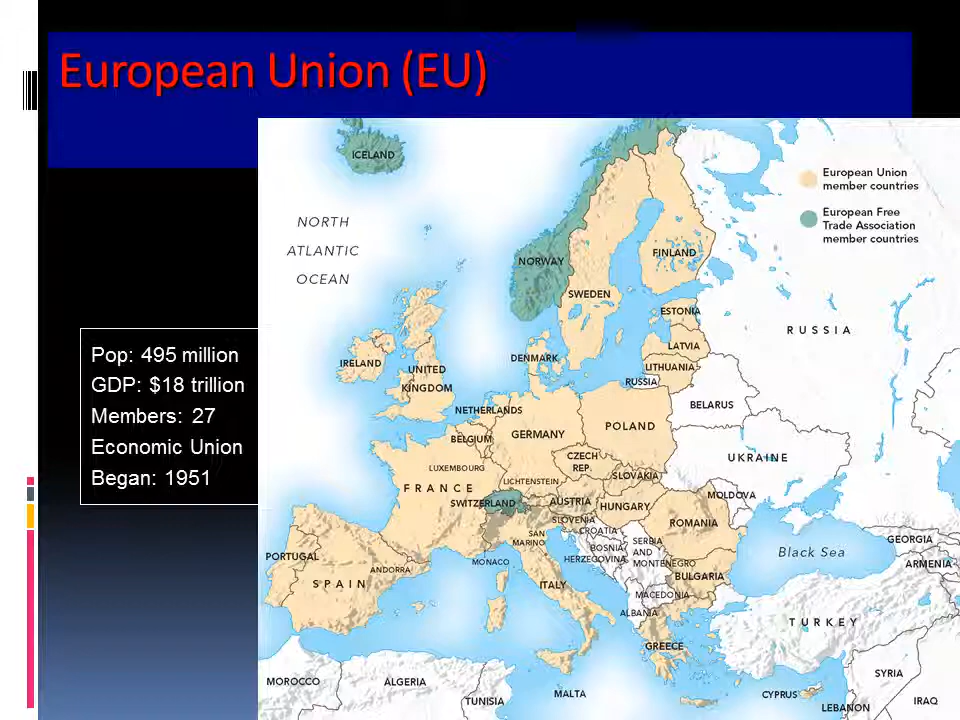 European Union (EU)
ICELAND
European Union
member countries
European Free
Trade Association
member countries
NORTH
ATLANTIC
OCEAN
NORWAY
FINLAND
SWEDEN
ESTONIA
RUSSIA
LATVIA
DENMARK
LITHUANIA
RUSSIA
IRELAND
UNITED
KINGDOM
BELARUS
NETHERLANDS
BELGIUM
GERMANY
POLAND
UKRAINE
CZECH
REP.
LUXEMBOURG
SLOVAKIA
LICHTENSTEIN
FRANCE
MOLDOVA
SWITZERLAND
AUSTRIA
HUNGARY
ROMANIA
SLOVENIA
CROATIA
SAN
MARINO
BOSNIA
HERZEGOVINA
SERBIA
AND
MONTENEGRO
Black Sea
GEORGIA
ARMENIA
PORTUGAL
SPAIN
ANDORRA
MONACO
ITALY
BULGARIA
MACEDONIA
ALBANIA
TURKEY
GREECE
MOROCCO
ALGERIA
TUNISIA
MALTA
CYPRUS
SYRIA
LEBANON
IRAQ
Pop: 495 million
GDP: $18 trillion
Members: 27
Economic Union
Began: 1951